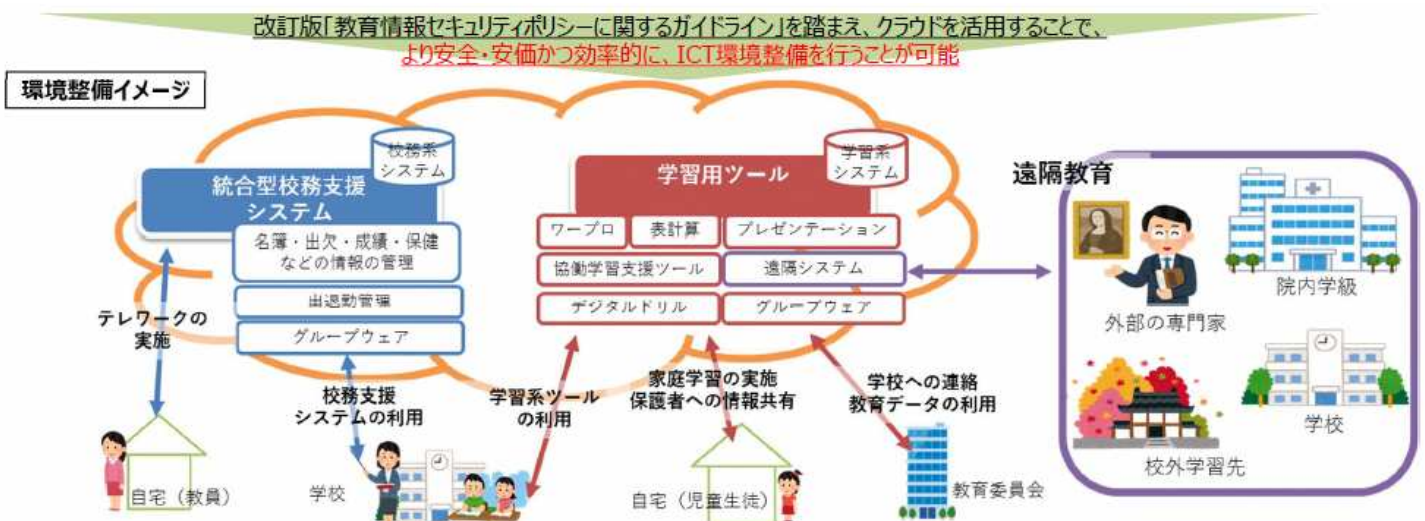 改訂版「教育情報セキュリティポリシーに関するガイドライン」を踏まえ、クラウドを活用することで、
より安全・安価かつ効率的に、ICT環境整備を行うことが可能
環境整備イメージ
校務系
システム
統合型校務支援
システム
名簿・出欠・成績・保健
などの情報の管理
出退勤管理
グループウェア
学習系
システム
学習用ツール
ワープロ
表計算
プレゼンテーション
協働学習支援ツール
遠隔システム
デジタルドリル
グループウェア
遠隔教育
外部の専門家
院内学級
校外学習先
学校
テレワークの
実施
校務支援
システムの利用
学習系ツール
の利用
家庭学習の実施
保護者への情報共有
学校への連絡
教育データの利用
自宅（教員）
学校
自宅（児童生徒）
教育委員会